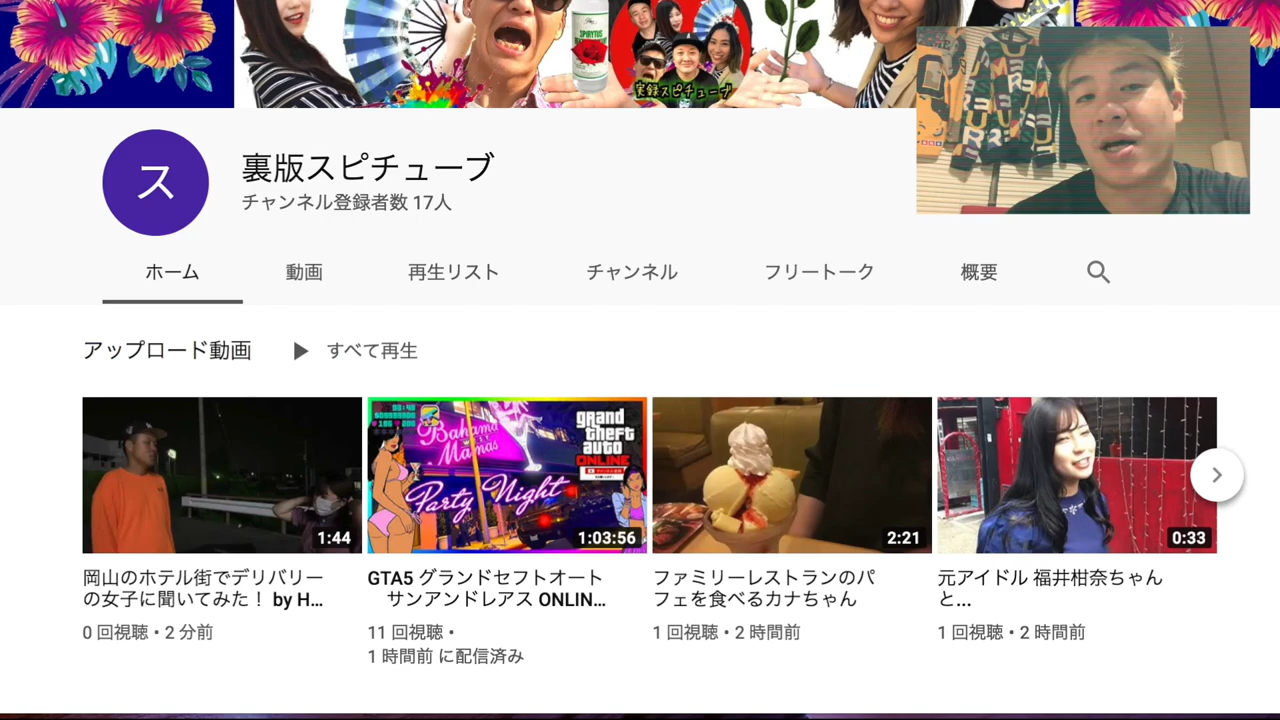 SPIRYTUS
実録スピチューブ
ス
裏版スピチューブ
チャンネル登録者数 17人
ホーム
動画
再生リスト
チャンネル
フリートーク
概要
アップロード動画
すべて再生
Bahama
Mamas
Party Night
grand
theft
auto
ONLINE
1:44
1:03:56
2:21
0:33
岡山のホテル街でデリバリー
の女子に聞いてみた！ by H...
0 回視聴・2 分前
GTA5 グランドセフトオート
サンアンドレアス ONLIN...
11 回視聴・
1 時間前 に配信済み
ファミリーレストランのパ
フェを食べるカナちゃん
1 回視聴・2 時間前
元アイドル 福井柑奈ちゃん
と...
1 回視聴・2 時間前